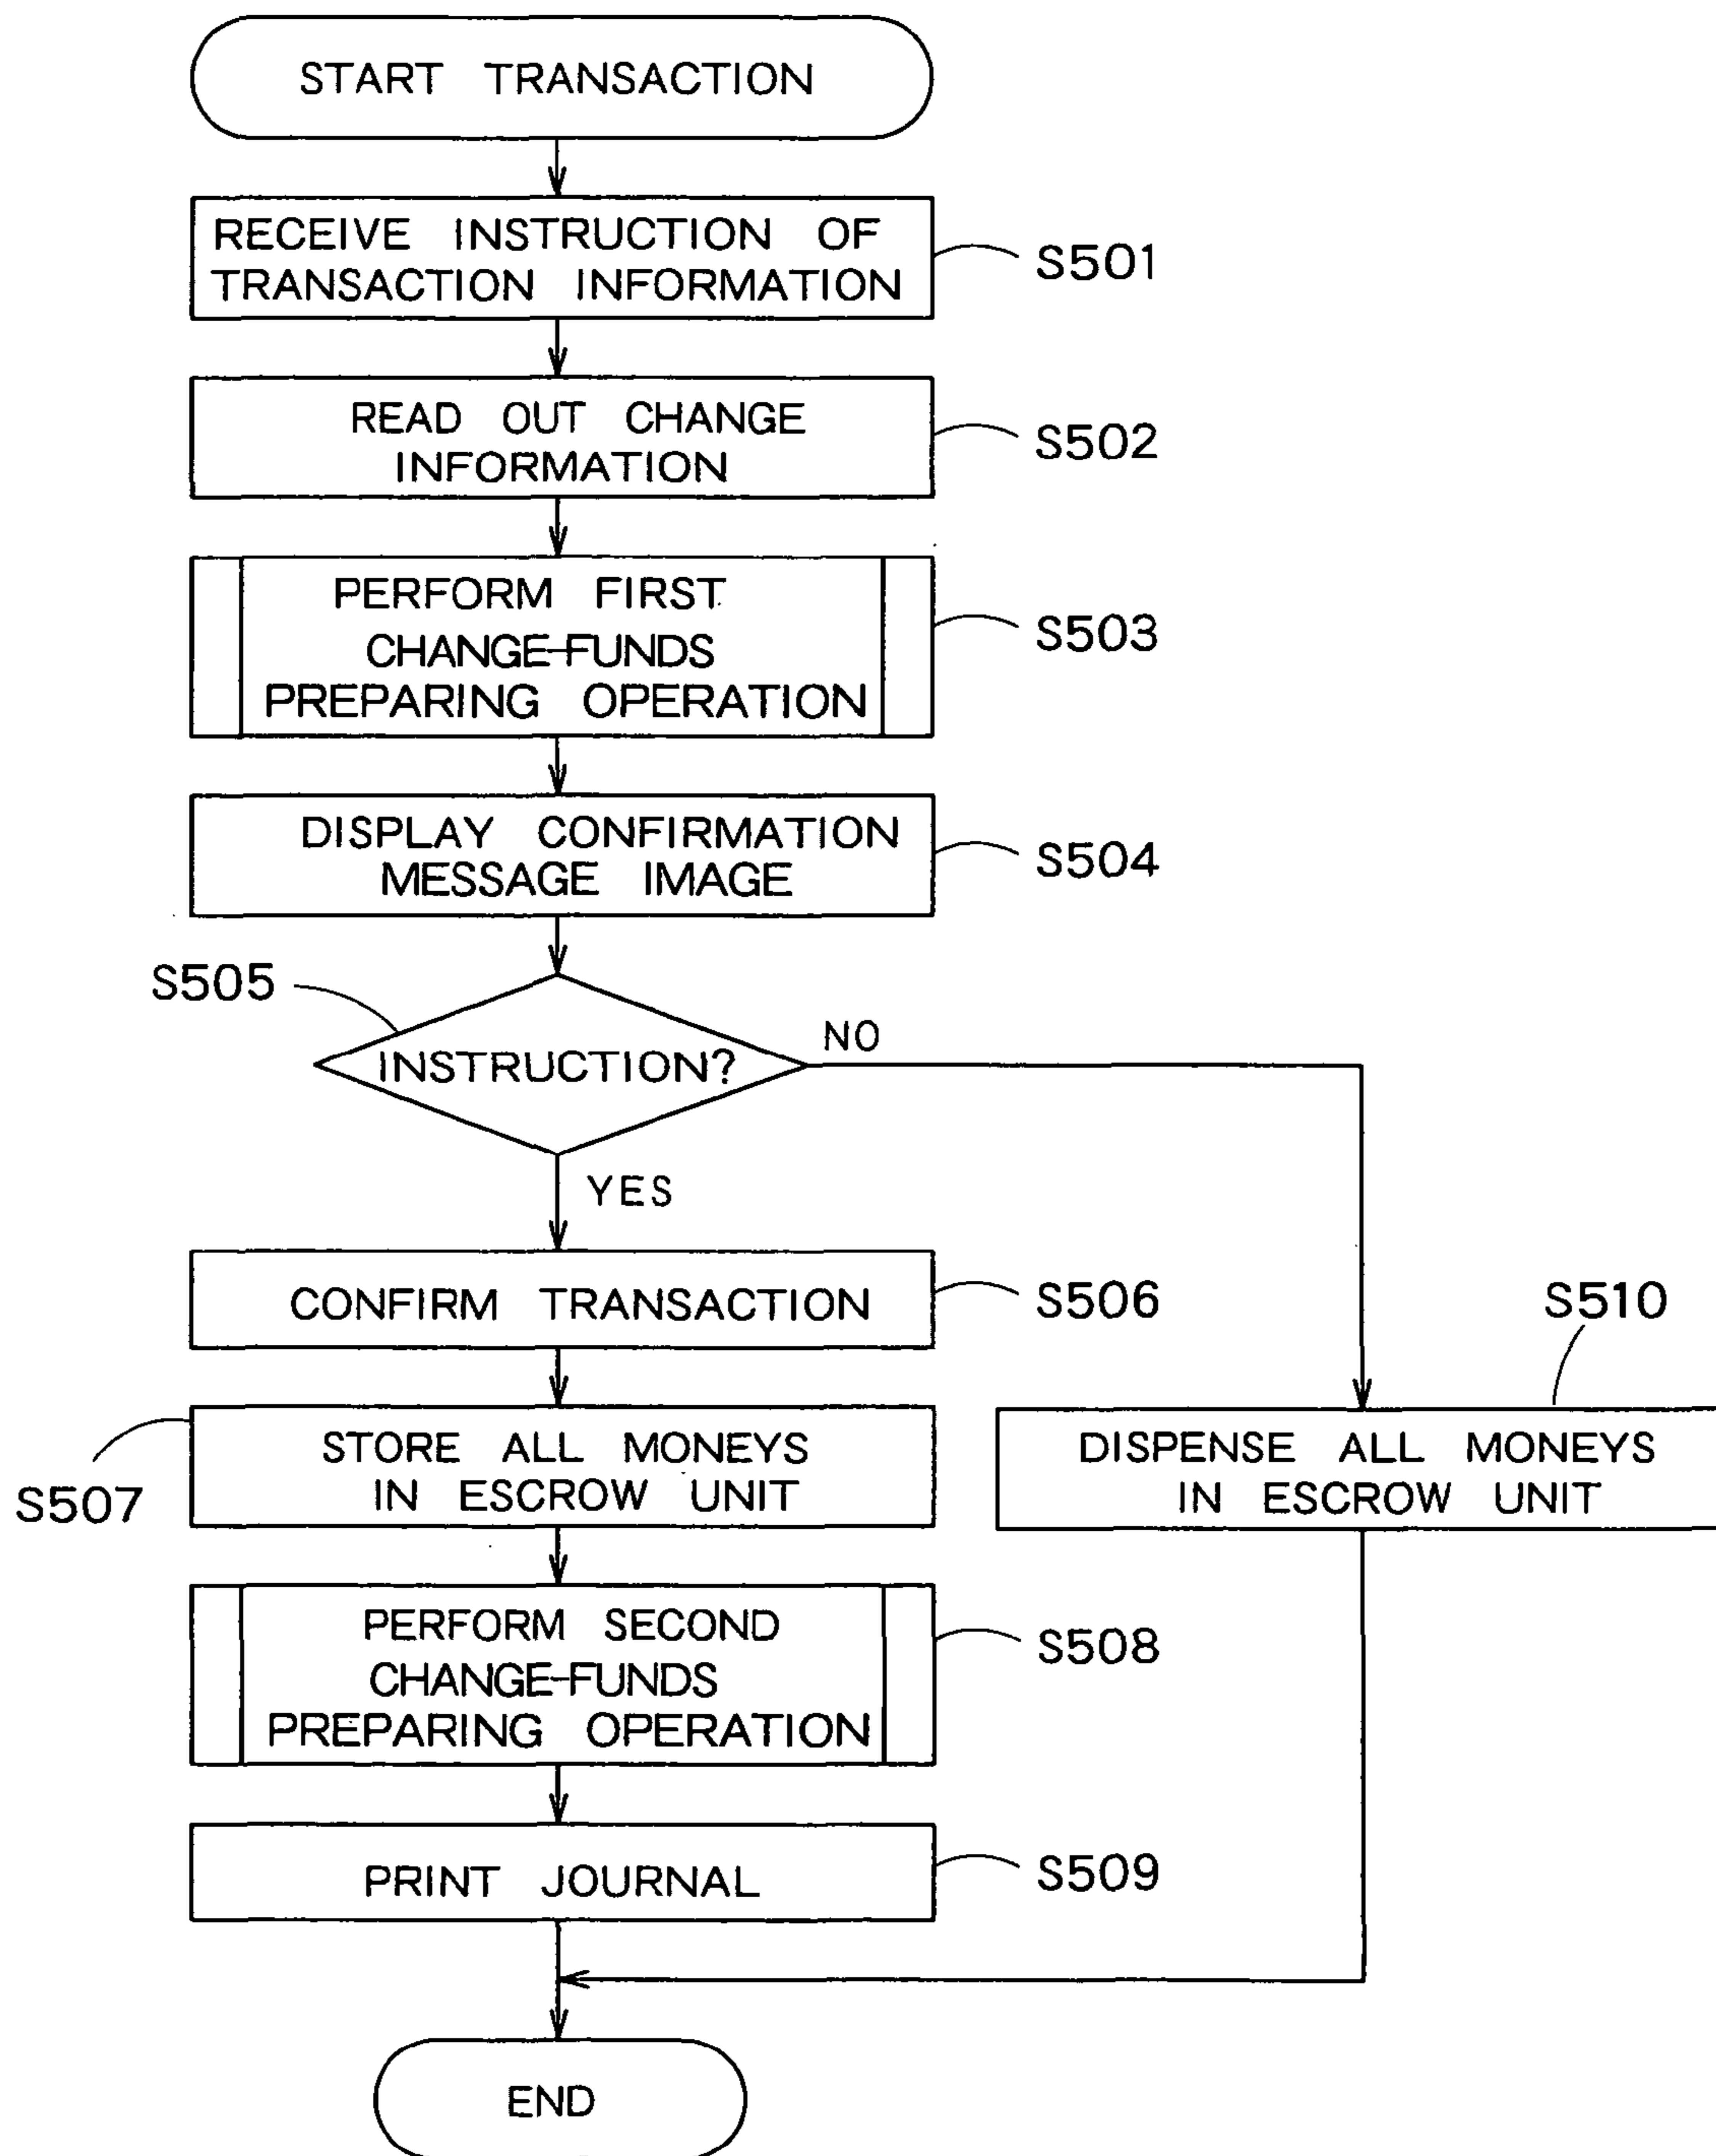 START TRANSACTION
RECEIVE INSTRUCTION OF
TRANSACTION INFORMATION
S501
READ OUT CHANGE
INFORMATION
S502
PERFORM FIRST
CHANGE-FUNDS
PREPARING OPERATION
S503
DISPLAY CONFIRMATION
MESSAGE IMAGE
S504
S505
INSTRUCTION?
NO
YES
CONFIRM TRANSACTION
S506
S510
S507
STORE ALL MONEYS
IN ESCROW UNIT
DISPENSE ALL MONEYS
IN ESCROW UNIT
PERFORM SECOND
CHANGE-FUNDS
PREPARING OPERATION
S508
PRINT JOURNAL
S509
END